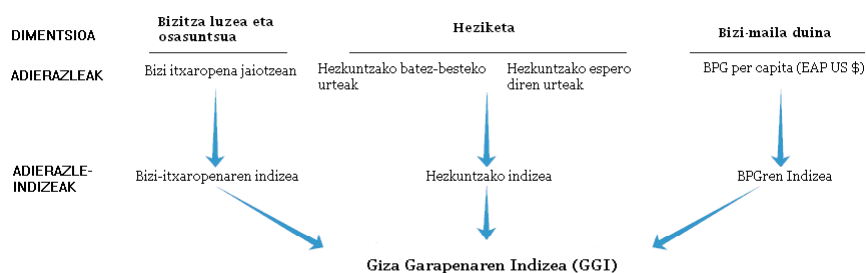 DIMENTSIOA
Bizitza luzea eta
osasuntsua
Heziketa
Bizi-maila duina
ADIERAZLEAK
Bizi itxaropena jaiotzean
Hezkuntzako batez-besteko
urteak
Hezkuntzako espero
diren urteak
BPG per capita (EAP US $)
ADIERAZLE-
INDIZEAK
Bizi-itxaropenaren indizea
Hezkuntzako indizea
BPGren Indizea
Giza Garapenaren Indizea (GGI)